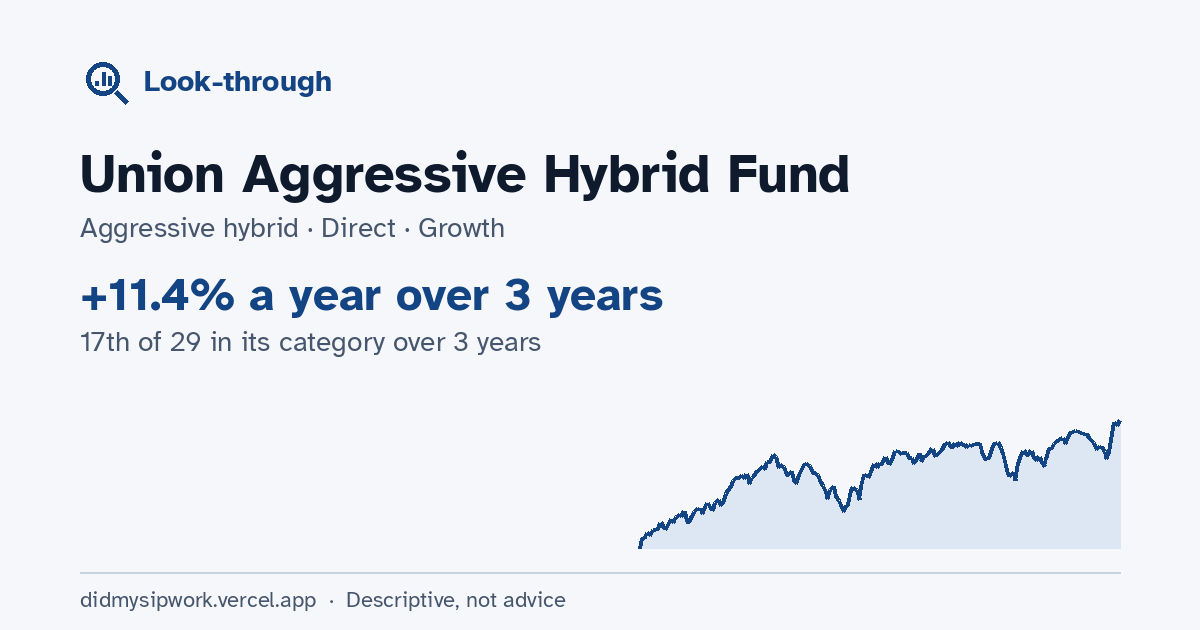 Look-through
Union Aggressive Hybrid Fund
Aggressive hybrid · Direct · Growth
+11.4% a year over 3 years
17th of 29 in its category over 3 years
didmysipwork.vercel.app · Descriptive, not advice